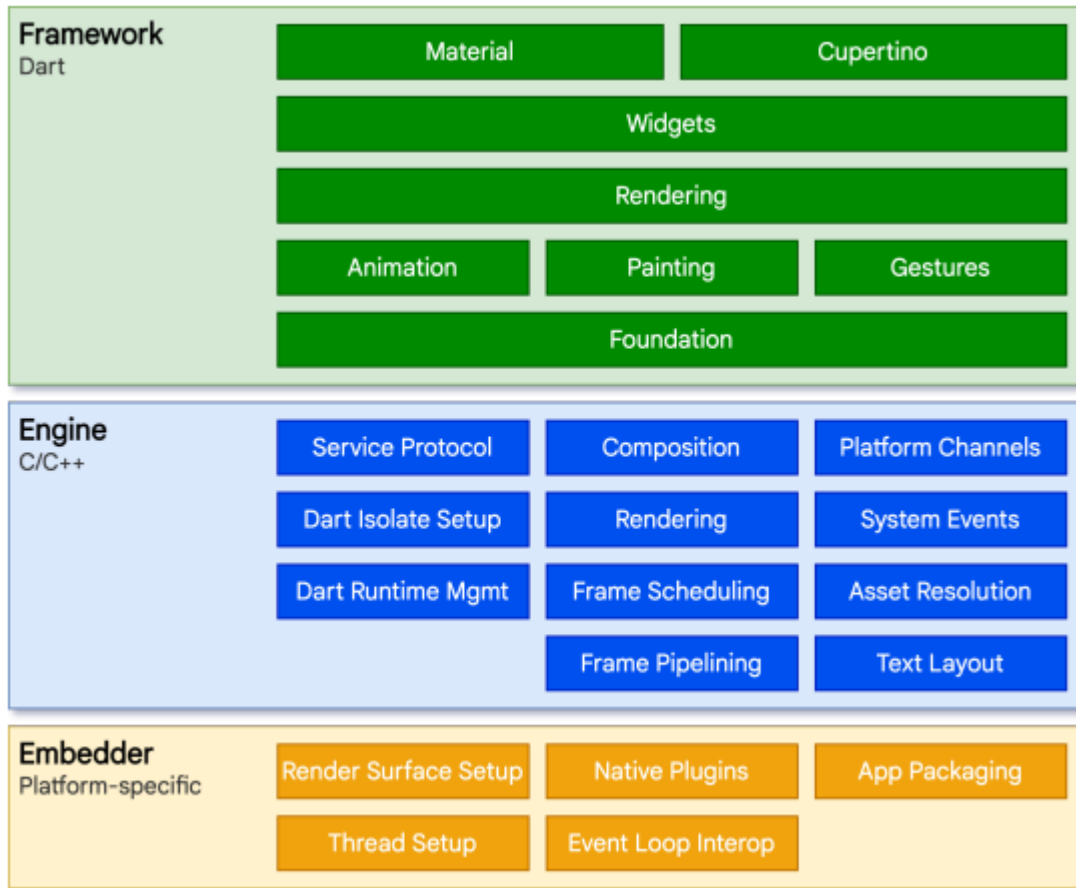 Framework
Dart
Material
Cupertino
Widgets
Rendering
Animation
Painting
Gestures
Foundation
Engine
C/C++
Service Protocol
Composition
Platform Channels
Dart Isolate Setup
Rendering
System Events
Dart Runtime Mgmt
Frame Scheduling
Asset Resolution
Frame Pipelining
Text Layout
Embedder
Platform-specific
Render Surface Setup
Native Plugins
App Packaging
Thread Setup
Event Loop Interop